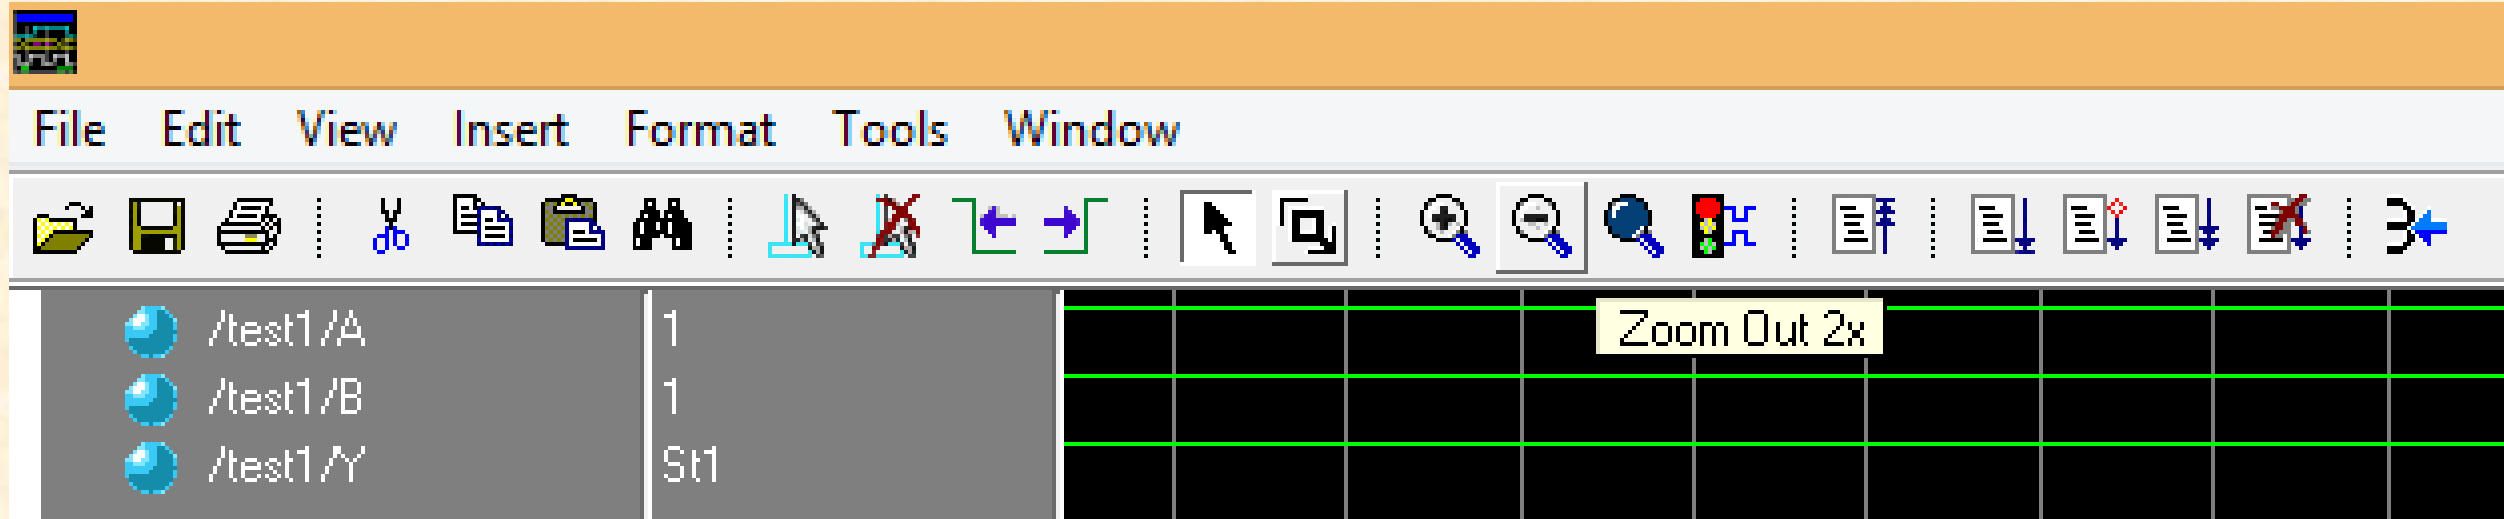 File Edit View Insert Format Tools Window
/test1/A 1
Zoom Out 2x
/test1/B 1
/test1/Y St1